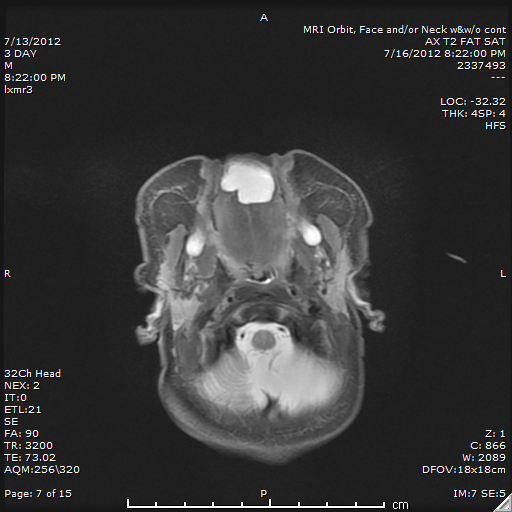 A
MRI Orbit, Face and/or Neck w&w/o cont
AX T2 FAT SAT
7/16/2012 8:22:00 PM
2337493
---
LOC: -32.32
THK: 4SP: 4
HFS
7/13/2012
3 DAY
M
8:22:00 PM
lxmr3
R
L
32Ch Head
NEX: 2
IT:0
ETL:21
SE
FA: 90
TR: 3200
TE: 73.02
AQM:256\320
Page: 7 of 15
P
cm
Z: 1
C: 866
W: 2089
DFOV:18x18cm
IM:7 SE:5